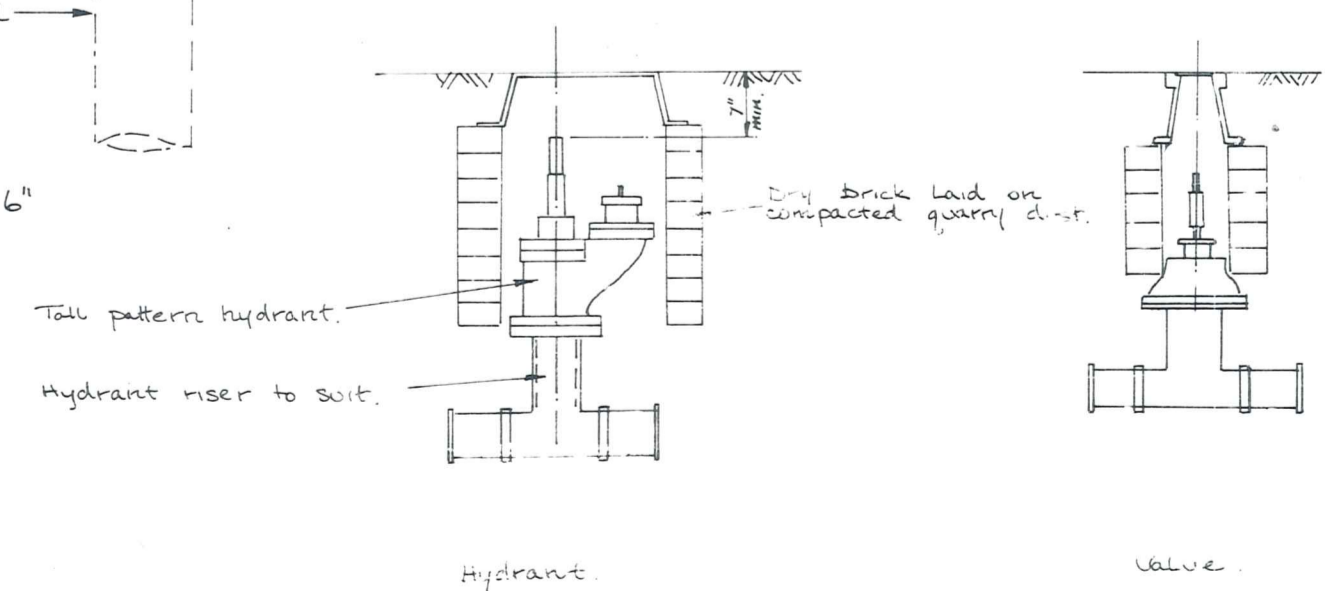 6"
7"
min.
Dry brick laid on
compacted quarry dust.
Tall pattern hydrant.
Hydrant riser to suit.
Hydrant.
Valve.